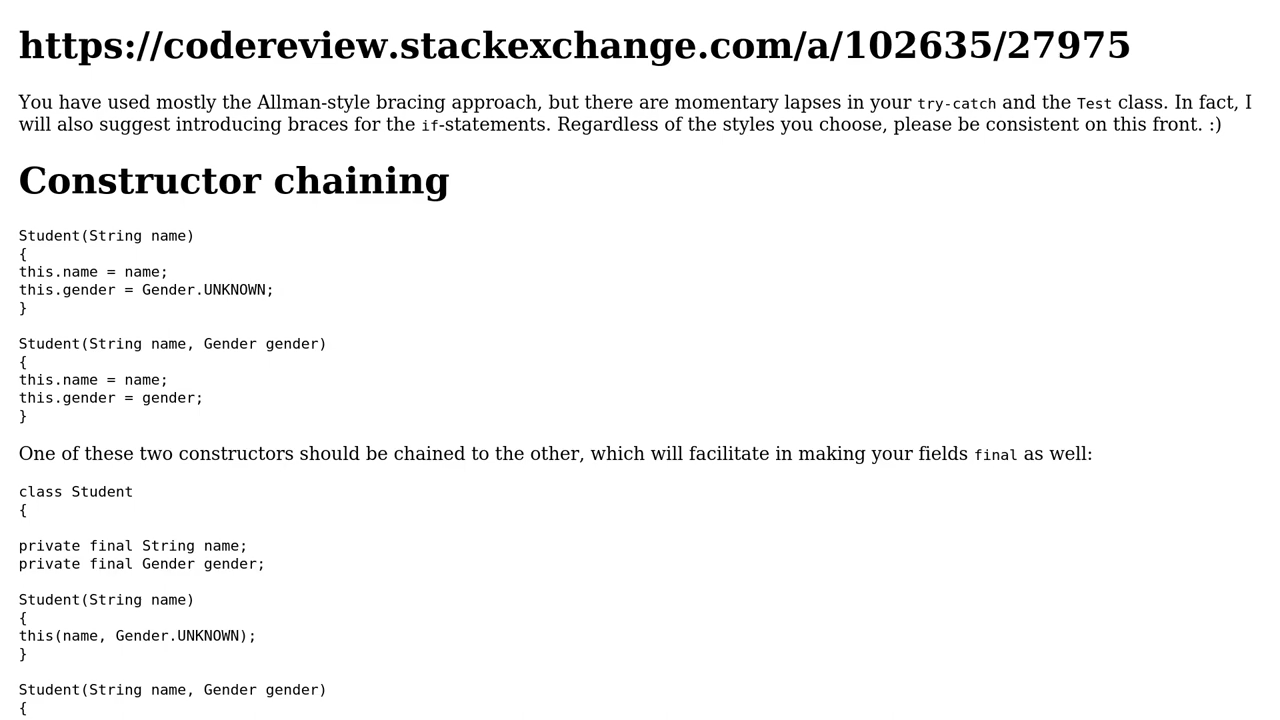 https://codereview.stackexchange.com/a/102635/27975
You have used mostly the Allman-style bracing approach, but there are momentary lapses in your try-catch and the Test class. In fact, I
will also suggest introducing braces for the if-statements. Regardless of the styles you choose, please be consistent on this front. :)
Constructor chaining
Student(String name)
{
this.name = name;
this.gender = Gender.UNKNOWN;
}
Student(String name, Gender gender)
{
this.name = name;
this.gender = gender;
}
One of these two constructors should be chained to the other, which will facilitate in making your fields final as well:
class Student
{
private final String name;
private final Gender gender;
Student(String name)
{
this(name, Gender.UNKNOWN);
}
Student(String name, Gender gender)
{